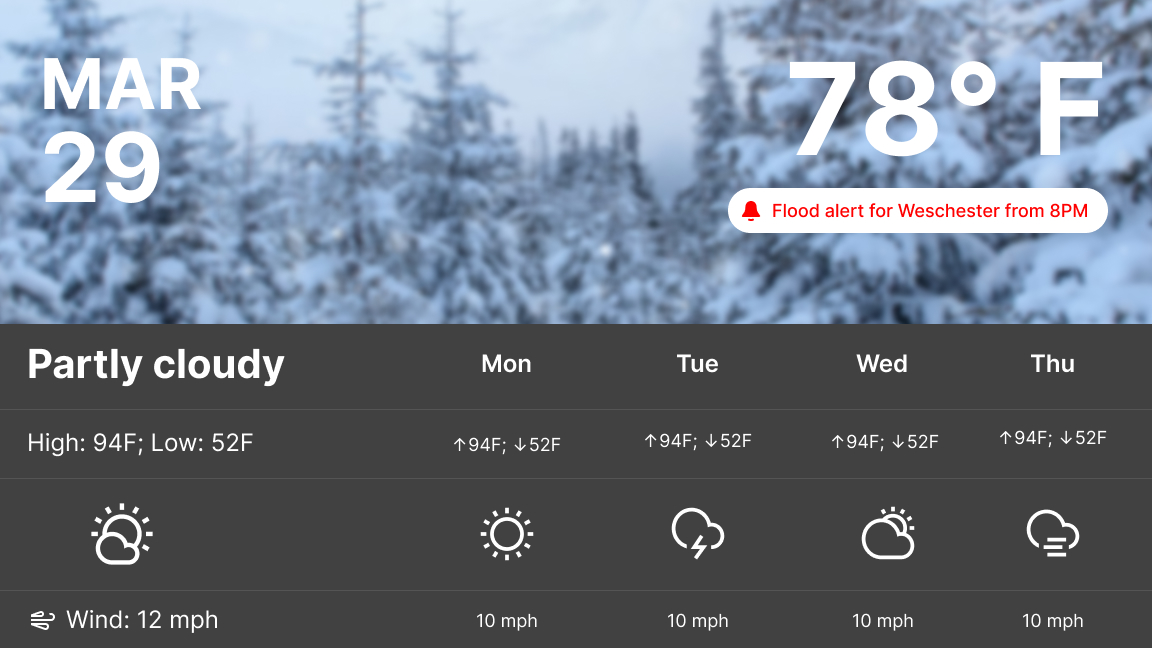 MAR
29
78° F
Flood alert for Weschester from 8PM
Partly cloudy
Mon
Tue
Wed
Thu
High: 94F; Low: 52F
↑94F; ↓52F
↑94F; ↓52F
↑94F; ↓52F
↑94F; ↓52F
Wind: 12 mph
10 mph
10 mph
10 mph
10 mph